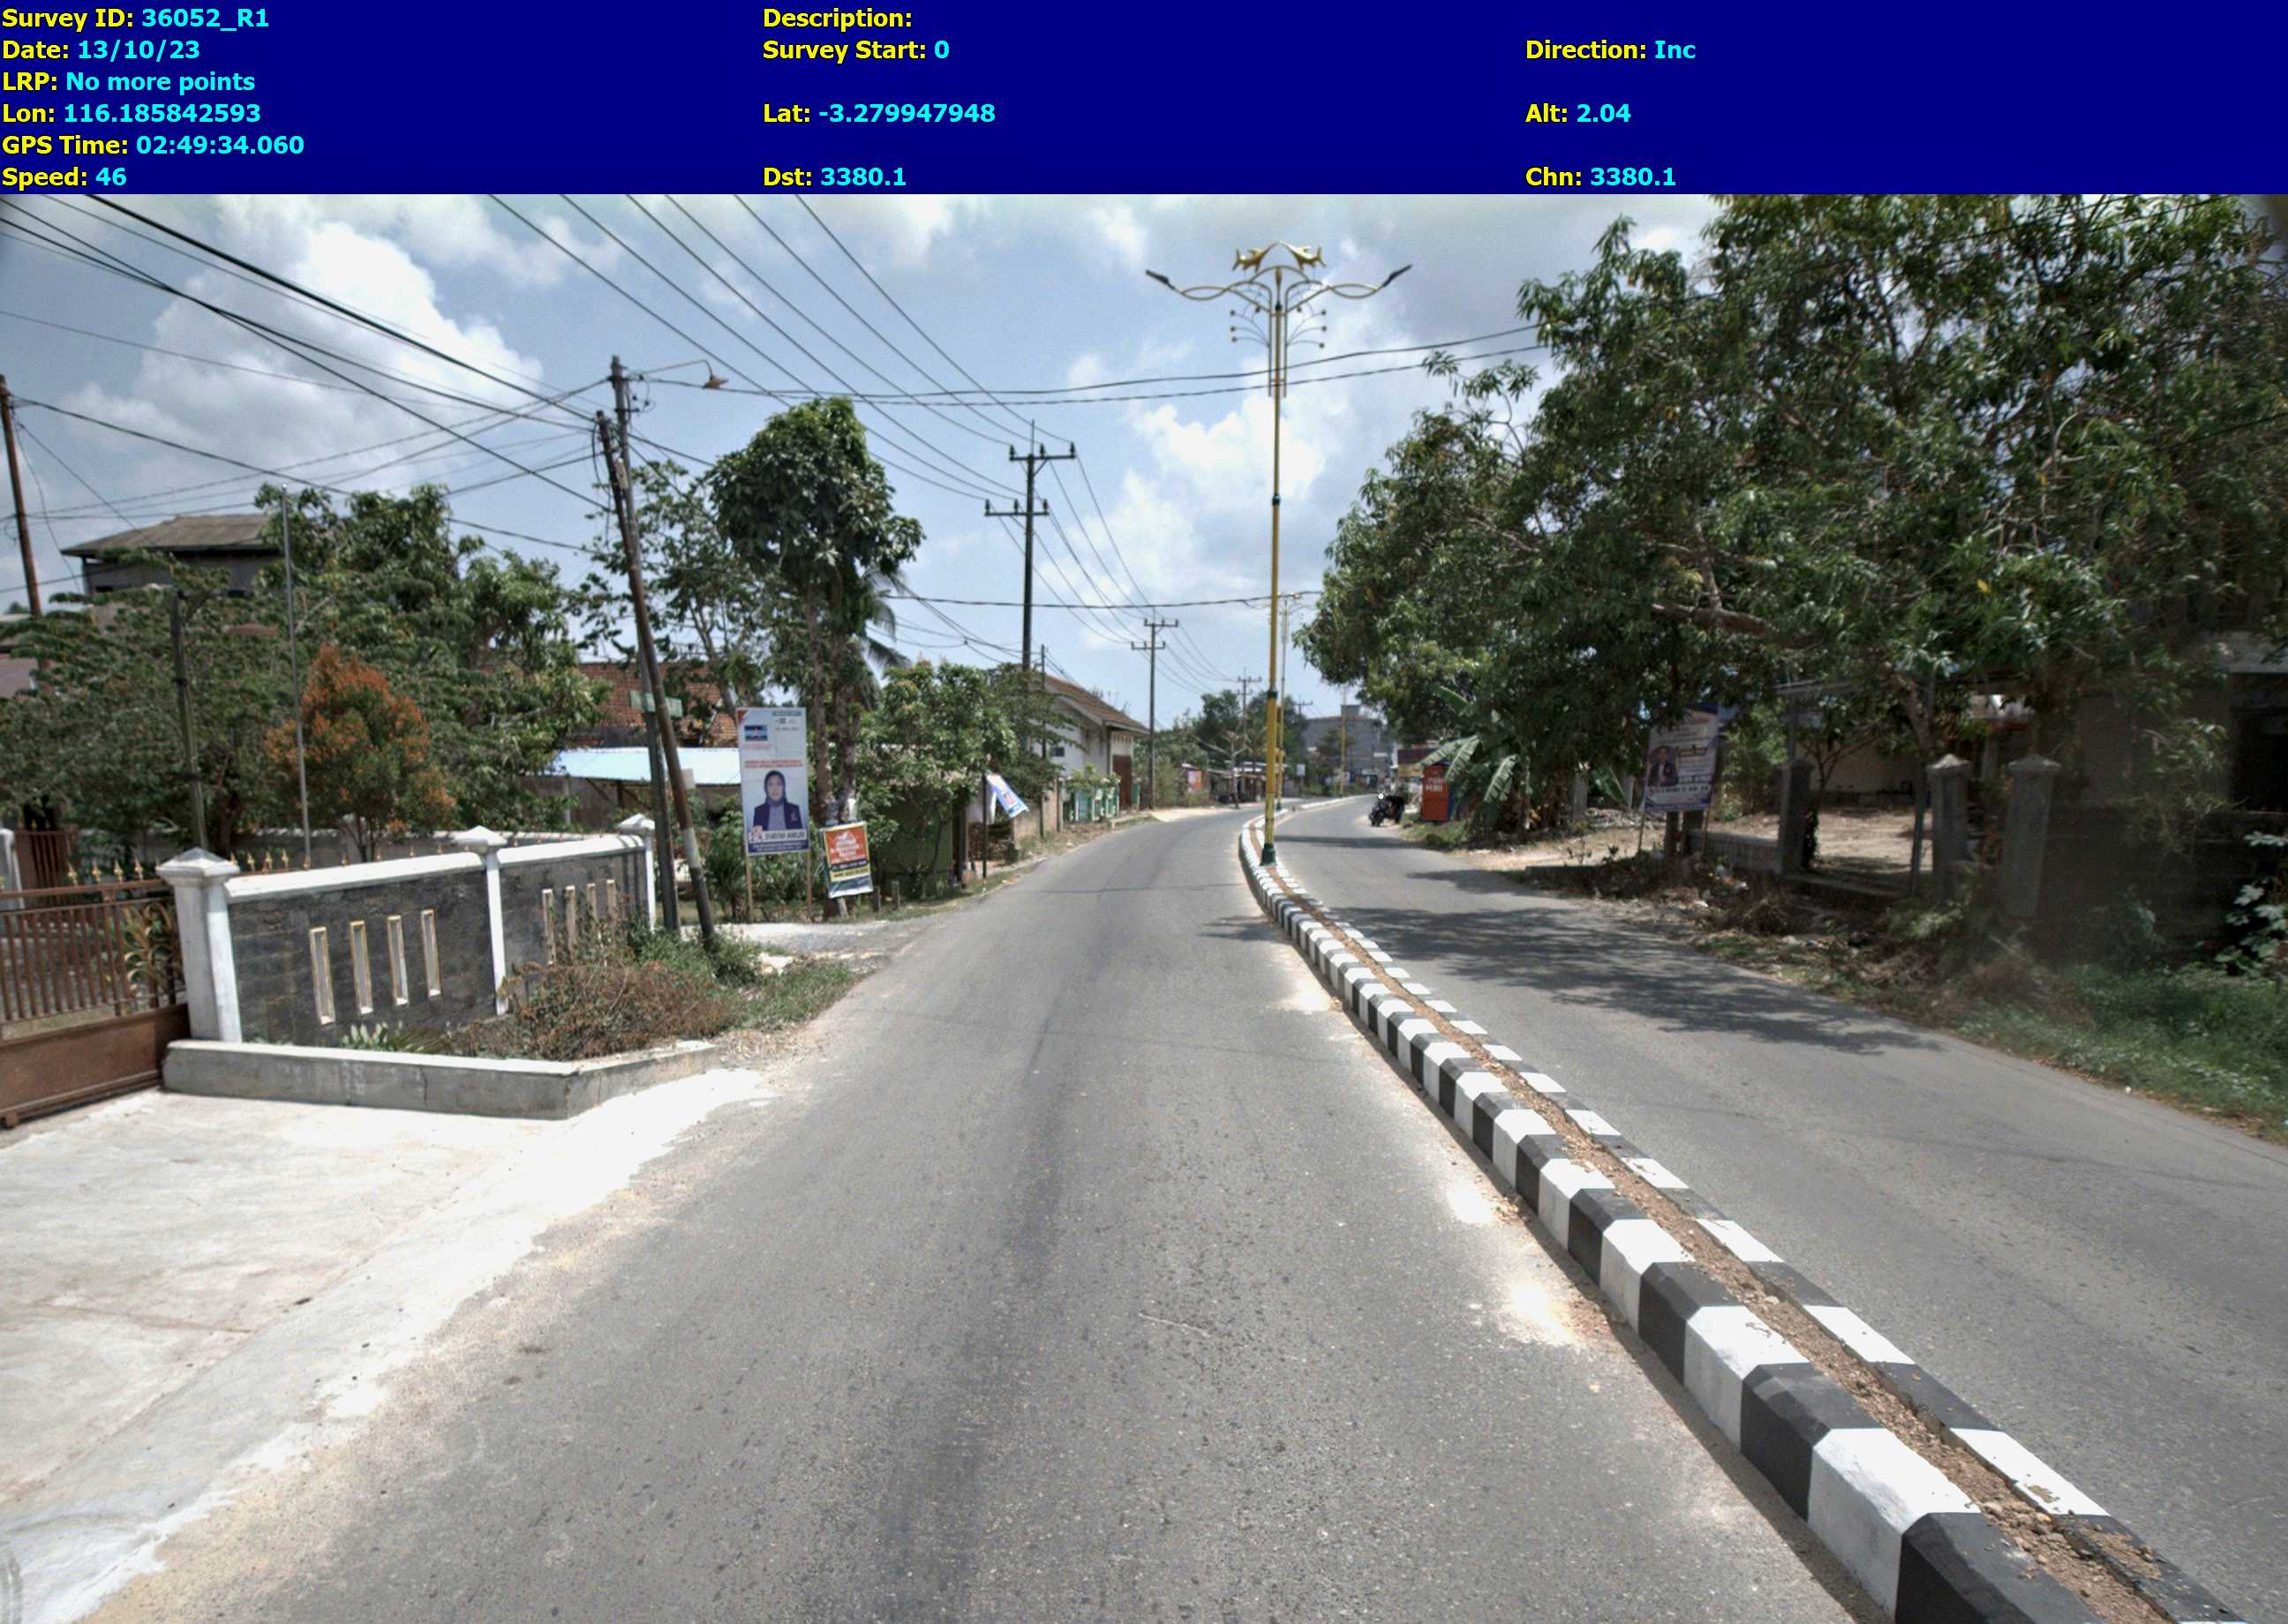 Survey ID: 36052_R1
Description:
Date: 13/10/23
Survey Start: 0
Direction: Inc
LRP: No more points
Lon: 116.185842593
Lat: -3.279947948
Alt: 2.04
GPS Time: 02:49:34.060
Speed: 46
Dst: 3380.1
Chn: 3380.1